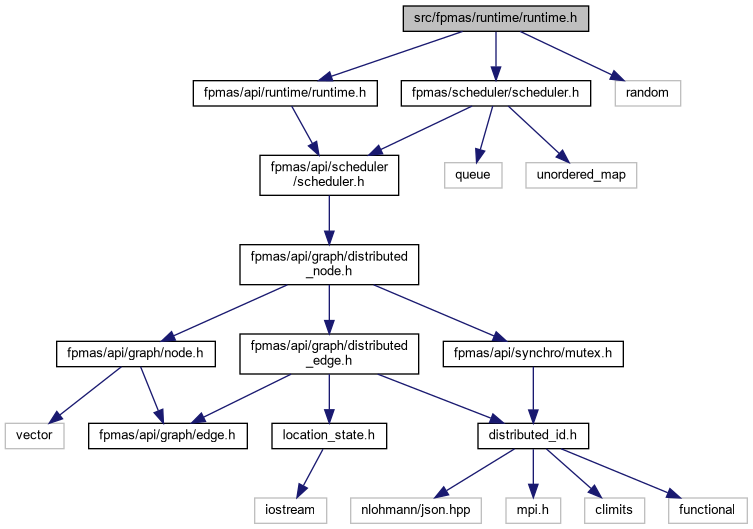 src/fpmas/runtime/runtime.h
fpmas/api/runtime/runtime.h
fpmas/scheduler/scheduler.h
random
fpmas/api/scheduler
/scheduler.h
queue
unordered_map
fpmas/api/graph/distributed
_node.h
fpmas/api/graph/node.h
fpmas/api/graph/distributed
_edge.h
fpmas/api/synchro/mutex.h
vector
fpmas/api/graph/edge.h
location_state.h
distributed_id.h
iostream
nlohmann/json.hpp
mpi.h
climits
functional